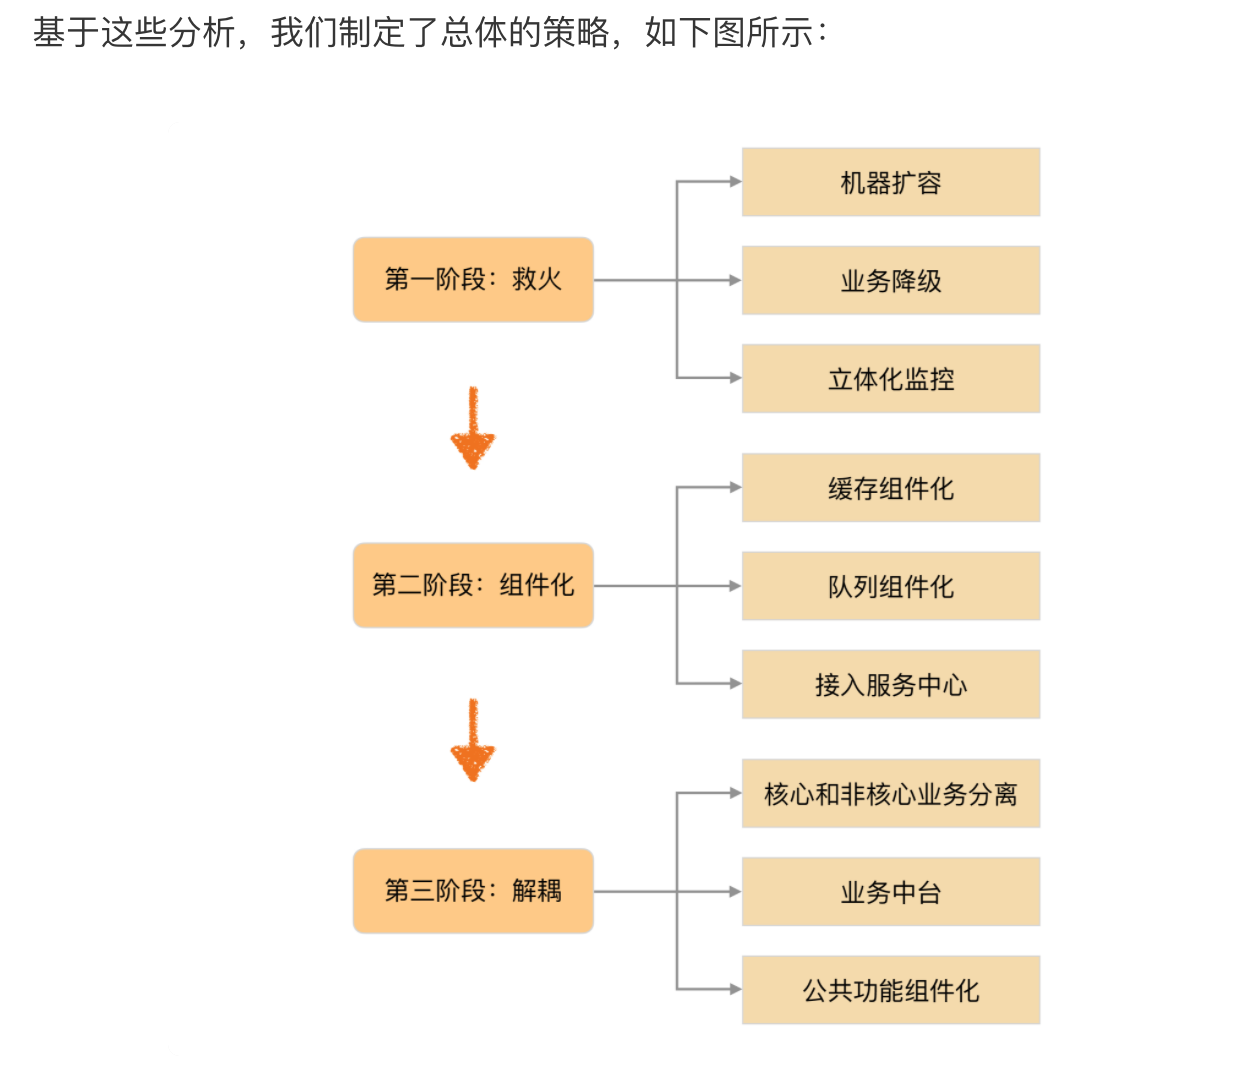 基于这些分析，我们制定了总体的策略，如下图所示：
第一阶段：救火
机器扩容
业务降级
立体化监控
第二阶段：组件化
缓存组件化
队列组件化
接入服务中心
第三阶段：解耦
核心和非核心业务分离
业务中台
公共功能组件化